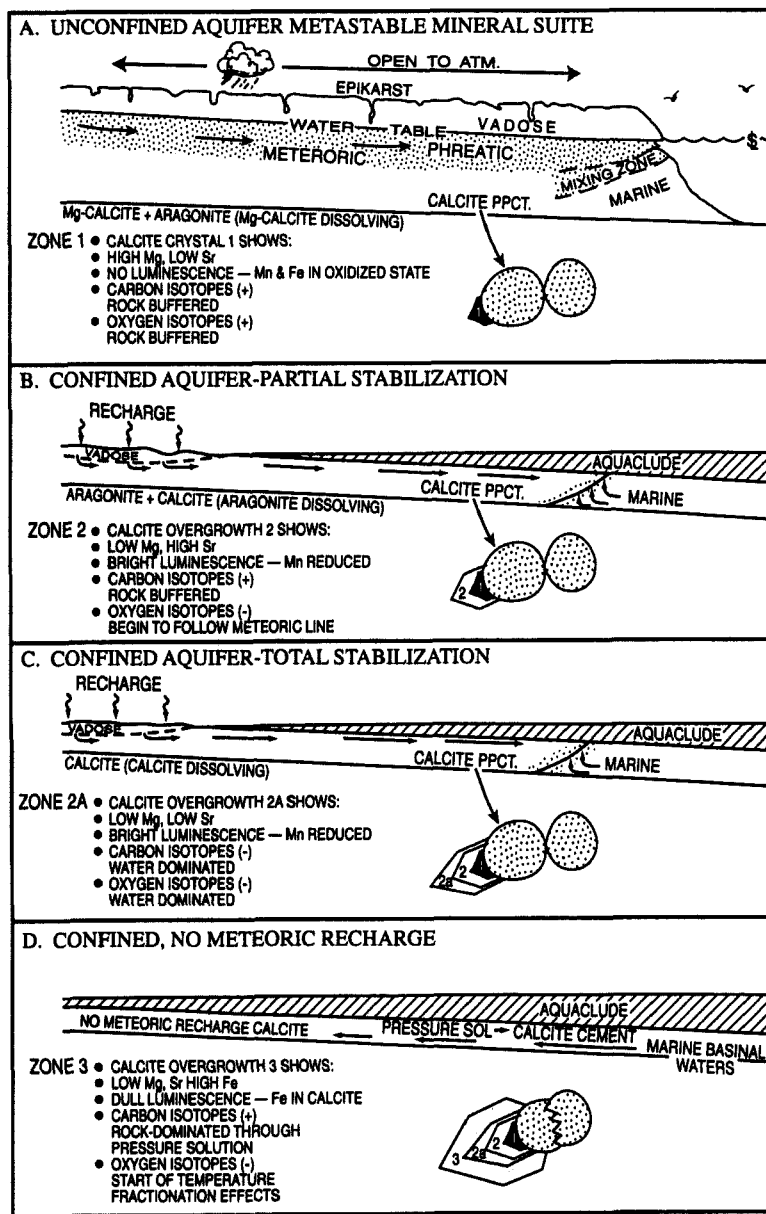 A. UNCONFINED AQUIFER METASTABLE MINERAL SUITE
OPEN TO ATM.
EPIKARST
WATER TABLE VADOSE
METERORIC PHREATIC
MIXING ZONE
MARINE
Mg-CALCITE + ARAGONITE (Mg-CALCITE DISSOLVING)
CALCITE PPCT.
ZONE 1 ● CALCITE CRYSTAL 1 SHOWS:
● HIGH Mg, LOW Sr
● NO LUMINESCENCE — Mn & Fe IN OXIDIZED STATE
● CARBON ISOTOPES (+)
ROCK BUFFERED
● OXYGEN ISOTOPES (+)
ROCK BUFFERED
1
B. CONFINED AQUIFER-PARTIAL STABILIZATION
RECHARGE
VADOSE
AQUACLUDE
ARAGONITE + CALCITE (ARAGONITE DISSOLVING)
CALCITE PPCT.
MARINE
ZONE 2 ● CALCITE OVERGROWTH 2 SHOWS:
● LOW Mg, HIGH Sr
● BRIGHT LUMINESCENCE — Mn REDUCED
● CARBON ISOTOPES (+)
ROCK BUFFERED
● OXYGEN ISOTOPES (-)
BEGIN TO FOLLOW METEORIC LINE
2
C. CONFINED AQUIFER-TOTAL STABILIZATION
RECHARGE
VADOSE
AQUACLUDE
CALCITE (CALCITE DISSOLVING)
CALCITE PPCT.
MARINE
ZONE 2A ● CALCITE OVERGROWTH 2A SHOWS:
● LOW Mg, LOW Sr
● BRIGHT LUMINESCENCE — Mn REDUCED
● CARBON ISOTOPES (-)
WATER DOMINATED
● OXYGEN ISOTOPES (-)
WATER DOMINATED
2a 2
D. CONFINED, NO METEORIC RECHARGE
AQUACLUDE
NO METEORIC RECHARGE CALCITE
PRESSURE SOL
CALCITE CEMENT
MARINE BASINAL
WATERS
ZONE 3 ● CALCITE OVERGROWTH 3 SHOWS:
● LOW Mg, Sr HIGH Fe
● DULL LUMINESCENCE — Fe IN CALCITE
● CARBON ISOTOPES (+)
ROCK-DOMINATED THROUGH
PRESSURE SOLUTION
● OXYGEN ISOTOPES (-)
START OF TEMPERATURE
FRACTIONATION EFFECTS
3 2a 2